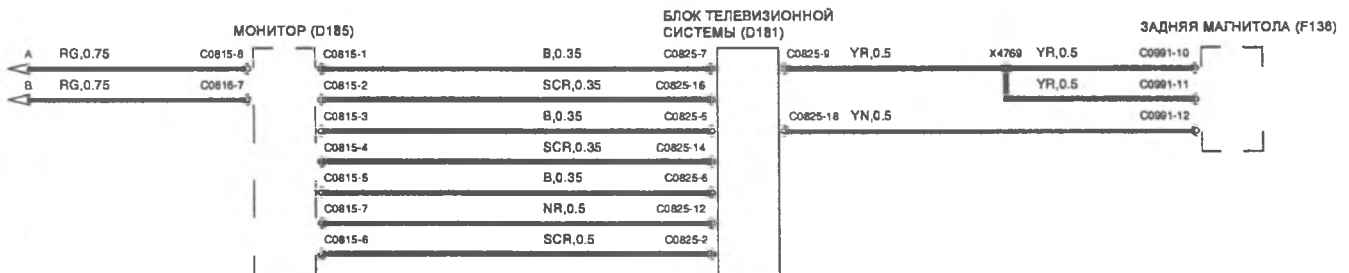 БЛОК ТЕЛЕВИЗИОННОЙ
СИСТЕМЫ (D181)
МОНИТОР (D185)
ЗАДНЯЯ МАГНИТОЛА (F136)
A RG,0.75 C0815-8 C0815-1 B,0.35 C0825-7 C0825-9 YR,0.5 X4769 YR,0.5 C0991-10
B RG,0.75 C0816-7 C0815-2 SCR,0.35 C0825-16 YR,0.5 C0991-11
C0815-3 B,0.35 C0825-5 C0825-18 YN,0.5 C0991-12
C0815-4 SCR,0.35 C0825-14
C0815-5 B,0.35 C0825-6
C0815-7 NR,0.5 C0825-12
C0815-6 SCR,0.5 C0825-2